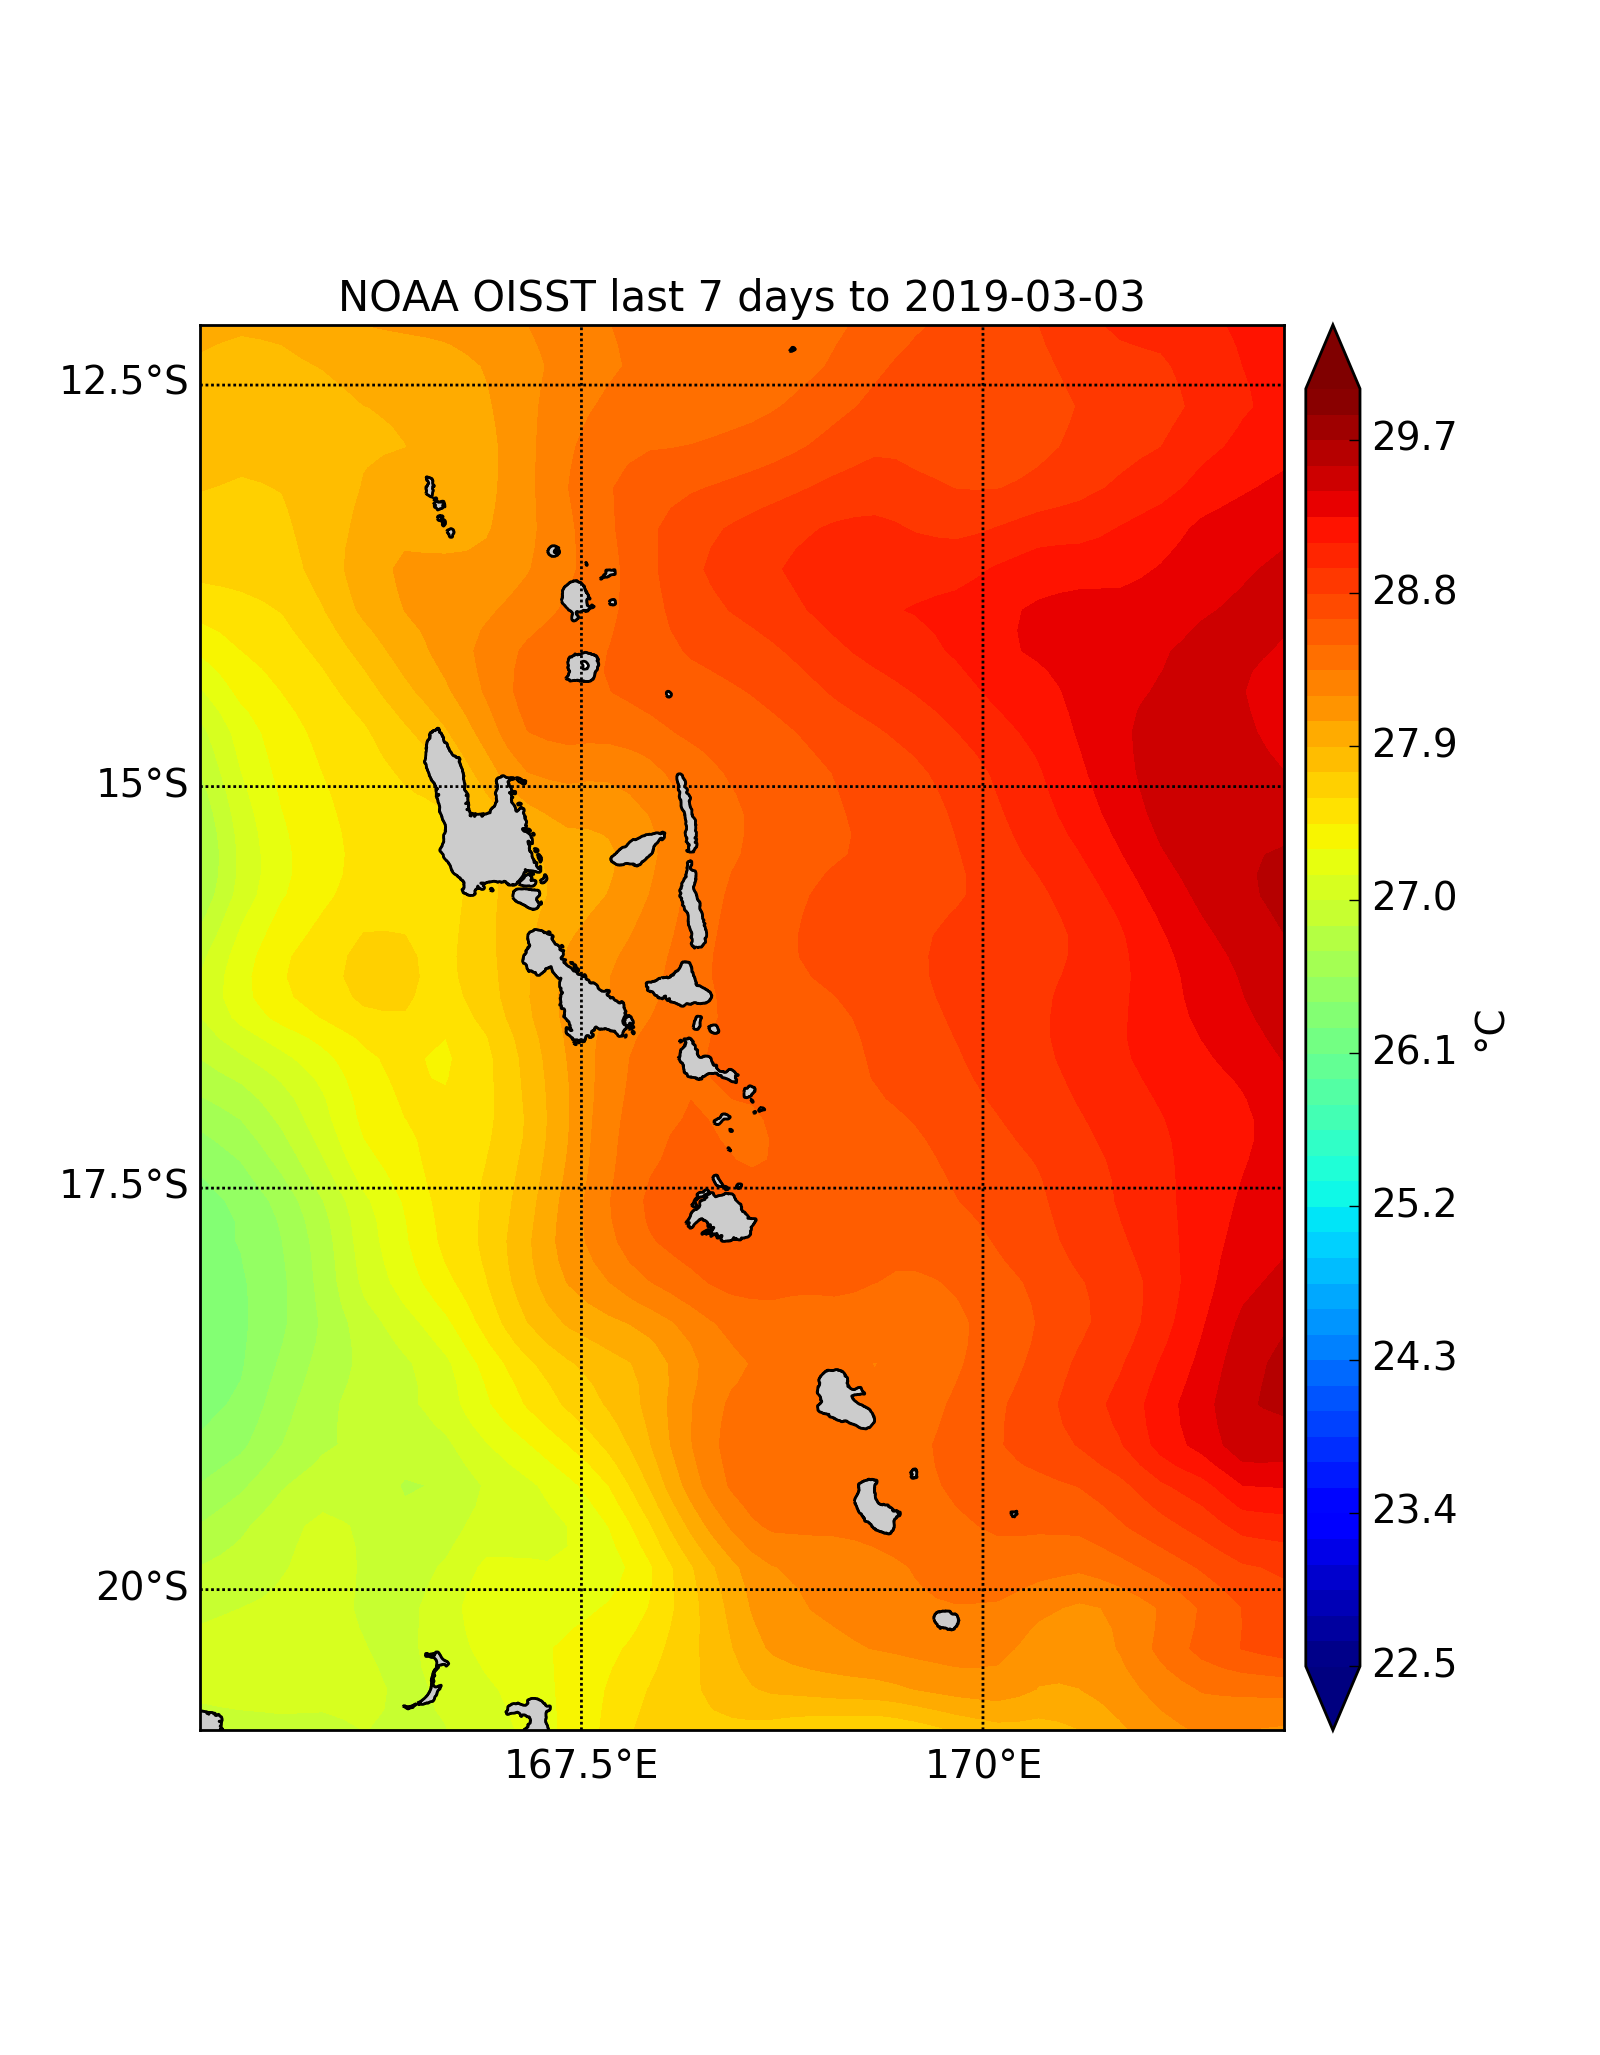 NOAA OISST last 7 days to 2019-03-03
12.5°S
15°S
17.5°S
20°S
167.5°E
170°E
29.7
28.8
27.9
27.0
26.1
25.2
24.3
23.4
22.5
°C